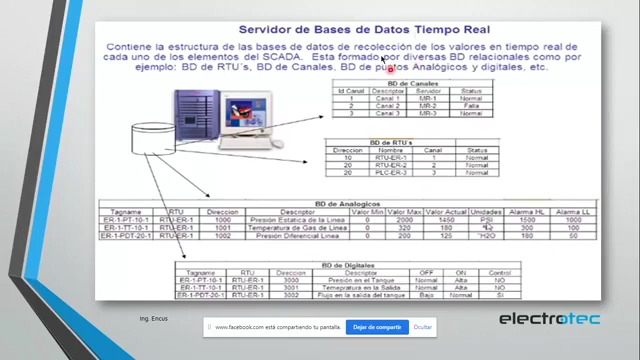 Servidor de Bases de Datos Tiempo Real
Contiene la estructura de las bases de datos de recolección de los valores en tiempo real de
cada uno de los elementos del SCADA. Esta formado por diversas BD relacionales como por
ejemplo: BD de RTU´s, BD de Canales, BD de puntos Analógicos y digitales, etc.
BD de Canales
Id Canal Descriptor Servidor Status
1 Canal 1 MR-1 Normal
2 Canal 2 MR-2 Falla
3 Canal 3 MR-3 Normal
BD de RTU's
Direccion Nombre Canal Status
10 RTU-ER-1 1 Normal
20 RTU-ER-2 2 Normal
20 PLC-ER-3 3 Normal
BD de Analogicos
Tagname RTU Direccion Descriptor Valor Min Valor Max Valor Actual Unidades Alarma HL Alarma LL
ER-1-PT-10-1 RTU-ER-1 1000 Presión Estatica de la Linea 0 2000 1450 PSI 1500 1000
ER-1-TT-10-1 RTU-ER-1 1001 Temperatura de Gas de Linea 0 320 180 300 100
ER-1-PDT-20-1 RTU-ER-1 1002 Presión Diferencial Linea 0 200 125 "H2O 180 50
BD de Digitales
Tagname RTU Direccion Descriptor OFF ON Control
ER-1-PT-10-1 RTU-ER-1 3000 Presión en el Tanque Normal Alta NO
ER-1-TT-10-1 RTU-ER-1 3001 Temepratura en la Salida Normal Alta NO
ER-1-PDT-20-1 RTU-ER-1 3002 Flujo en la salida del tanque Bajo Normal SI
Ing. Encus
electrotec
www.facebook.com está compartiendo tu pantalla. Dejar de compartir Ocultar